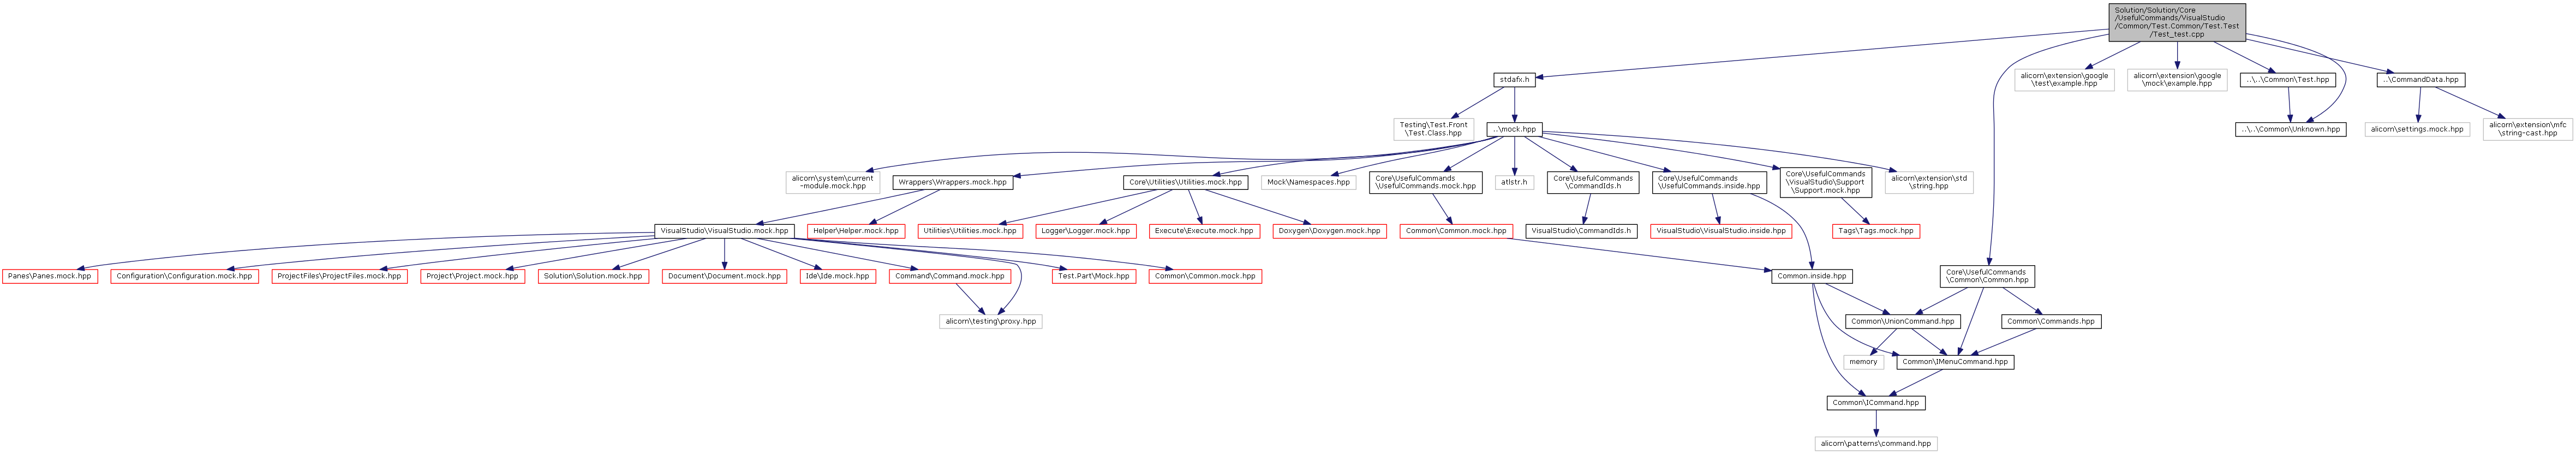 Solution/Solution/Core
/UsefulCommands/VisualStudio
/Common/Test.Common/Test.Test
/Test_test.cpp
stdafx.h
alicorn\extension\google
\test\example.hpp
alicorn\extension\google
\mock\example.hpp
..\..\Common\Test.hpp
..\CommandData.hpp
Testing\Test.Front
\Test.Class.hpp
..\mock.hpp
..\..\Common\Unknown.hpp
alicorn\settings.mock.hpp
alicorn\extension\mfc
\string-cast.hpp
alicorn\system\current
-module.mock.hpp
Wrappers\Wrappers.mock.hpp
Core\Utilities\Utilities.mock.hpp
Mock\Namespaces.hpp
Core\UsefulCommands
\UsefulCommands.mock.hpp
atlstr.h
Core\UsefulCommands
\CommandIds.h
Core\UsefulCommands
\UsefulCommands.inside.hpp
Core\UsefulCommands
\VisualStudio\Support
\Support.mock.hpp
alicorn\extension\std
\string.hpp
VisualStudio\VisualStudio.mock.hpp
Helper\Helper.mock.hpp
Utilities\Utilities.mock.hpp
Logger\Logger.mock.hpp
Execute\Execute.mock.hpp
Doxygen\Doxygen.mock.hpp
Common\Common.mock.hpp
VisualStudio\CommandIds.h
VisualStudio\VisualStudio.inside.hpp
Tags\Tags.mock.hpp
Panes\Panes.mock.hpp
Configuration\Configuration.mock.hpp
ProjectFiles\ProjectFiles.mock.hpp
Project\Project.mock.hpp
Solution\Solution.mock.hpp
Document\Document.mock.hpp
Ide\Ide.mock.hpp
Command\Command.mock.hpp
Test.Part\Mock.hpp
Common\Common.mock.hpp
Common.inside.hpp
Core\UsefulCommands
\Common\Common.hpp
alicorn\testing\proxy.hpp
Common\UnionCommand.hpp
Common\Commands.hpp
memory
Common\IMenuCommand.hpp
Common\ICommand.hpp
alicorn\patterns\command.hpp